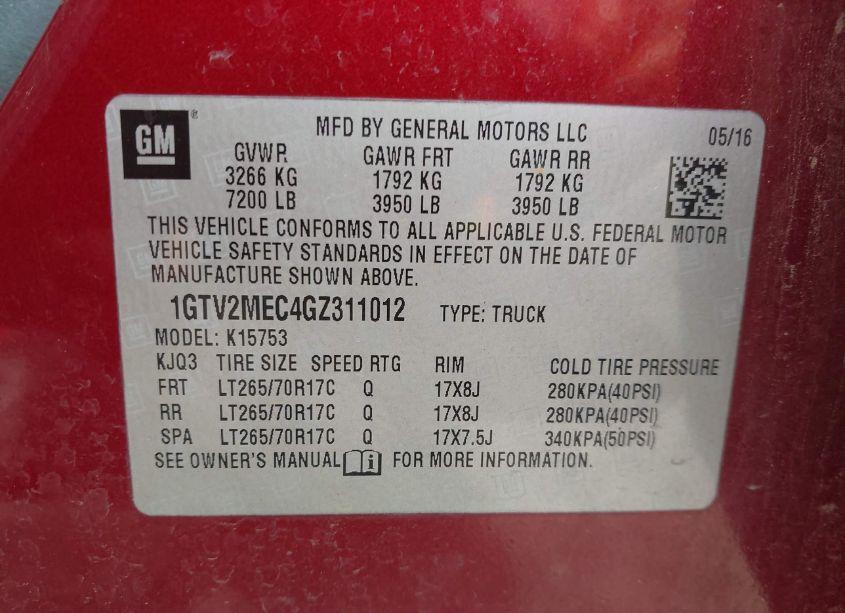 GM ®
MFD BY GENERAL MOTORS LLC 05/16
GVWR GAWR FRT GAWR RR
3266 KG 1792 KG 1792 KG
7200 LB 3950 LB 3950 LB
THIS VEHICLE CONFORMS TO ALL APPLICABLE U.S. FEDERAL MOTOR
VEHICLE SAFETY STANDARDS IN EFFECT ON THE DATE OF
MANUFACTURE SHOWN ABOVE.
1GTV2MEC4GZ311012 TYPE: TRUCK
MODEL: K15753
KJQ3 TIRE SIZE SPEED RTG RIM COLD TIRE PRESSURE
FRT LT265/70R17C Q 17X8J 280KPA(40PSI)
RR LT265/70R17C Q 17X8J 280KPA(40PSI)
SPA LT265/70R17C Q 17X7.5J 340KPA(50PSI)
SEE OWNER'S MANUAL FOR MORE INFORMATION.